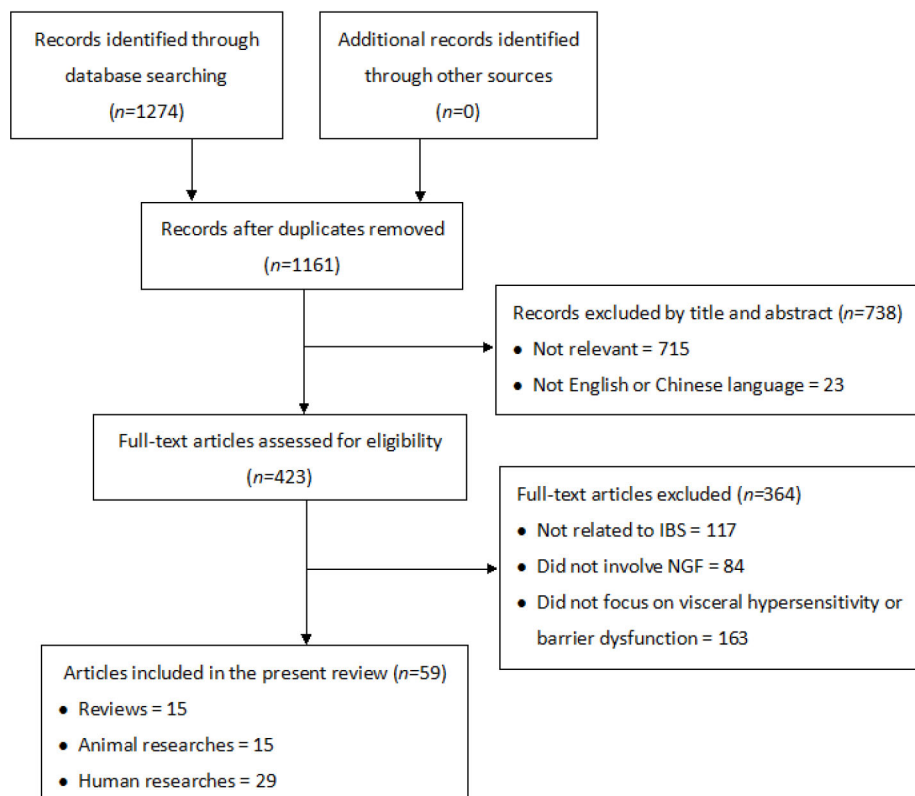 Records identified through
database searching
(n=1274)
Additional records identified
through other sources
(n=0)
Records after duplicates removed
(n=1161)
Records excluded by title and abstract (n=738)
● Not relevant = 715
● Not English or Chinese language = 23
Full-text articles assessed for eligibility
(n=423)
Full-text articles excluded (n=364)
● Not related to IBS = 117
● Did not involve NGF = 84
● Did not focus on visceral hypersensitivity or
barrier dysfunction = 163
Articles included in the present review (n=59)
● Reviews = 15
● Animal researches = 15
● Human researches = 29